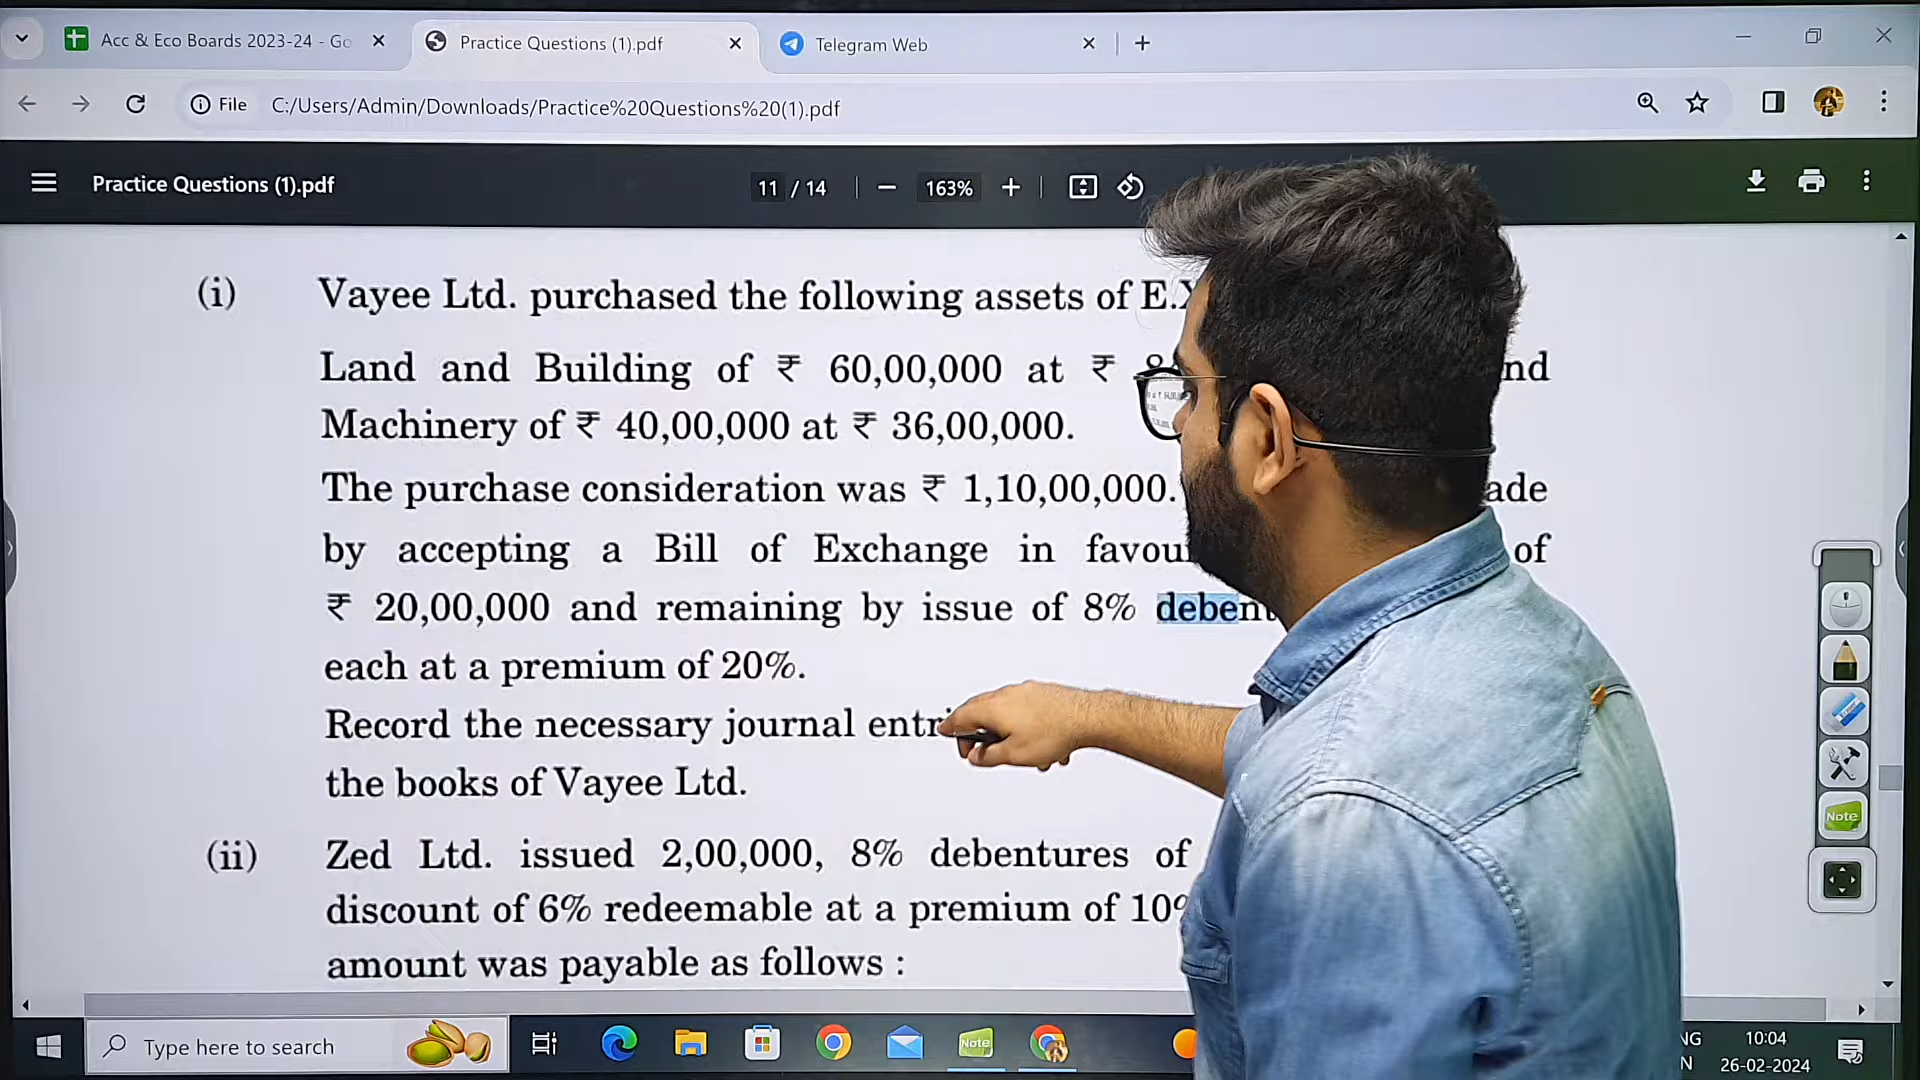 Acc & Eco Boards 2023-24 - Go
Practice Questions (1).pdf
Telegram Web
File
C:/Users/Admin/Downloads/Practice%20Questions%20(1).pdf
Practice Questions (1).pdf
11 / 14
163%
(i) Vayee Ltd. purchased the following assets of
Land and Building of ₹ 60,00,000 at ₹
Machinery of ₹ 40,00,000 at ₹ 36,00,000.
The purchase consideration was ₹ 1,10,00,000.
by accepting a Bill of Exchange in of
₹ 20,00,000 and remaining by issue of 8%
each at a premium of 20%.
Record the necessary journal
the books of Vayee Ltd.
(ii) Zed Ltd. issued 2,00,000, 8% debentures of
discount of 6% redeemable at a premium of
amount was payable as follows :
Note
Type here to search
Note
10:04
26-02-2024